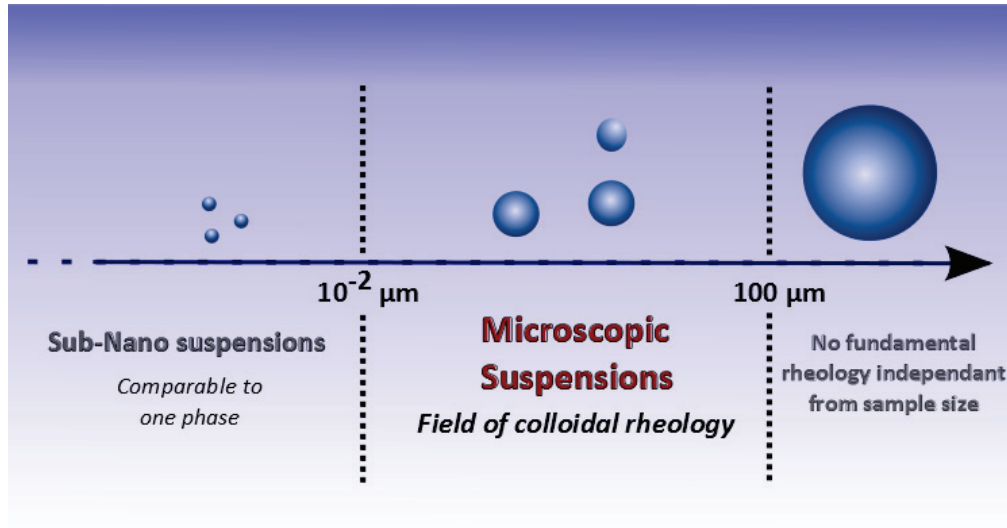 10⁻² µm
100 µm
Sub-Nano suspensions
Comparable to
one phase
Microscopic
Suspensions
Field of colloidal rheology
No fundamental
rheology independant
from sample size